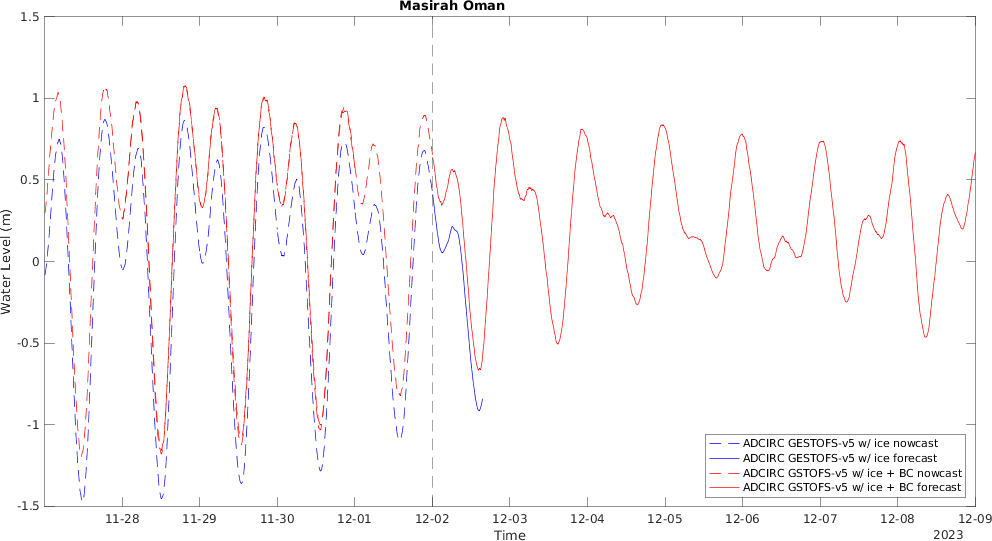 Masirah Oman
1.5
1
0.5
0
-0.5
-1
-1.5
Water Level (m)
11-28 11-29 11-30 12-01 12-02 12-03 12-04 12-05 12-06 12-07 12-08 12-09
Time
2023
ADCIRC GESTOFS-v5 w/ ice nowcast
ADCIRC GESTOFS-v5 w/ ice forecast
ADCIRC GSTOFS-v5 w/ ice + BC nowcast
ADCIRC GSTOFS-v5 w/ ice + BC forecast